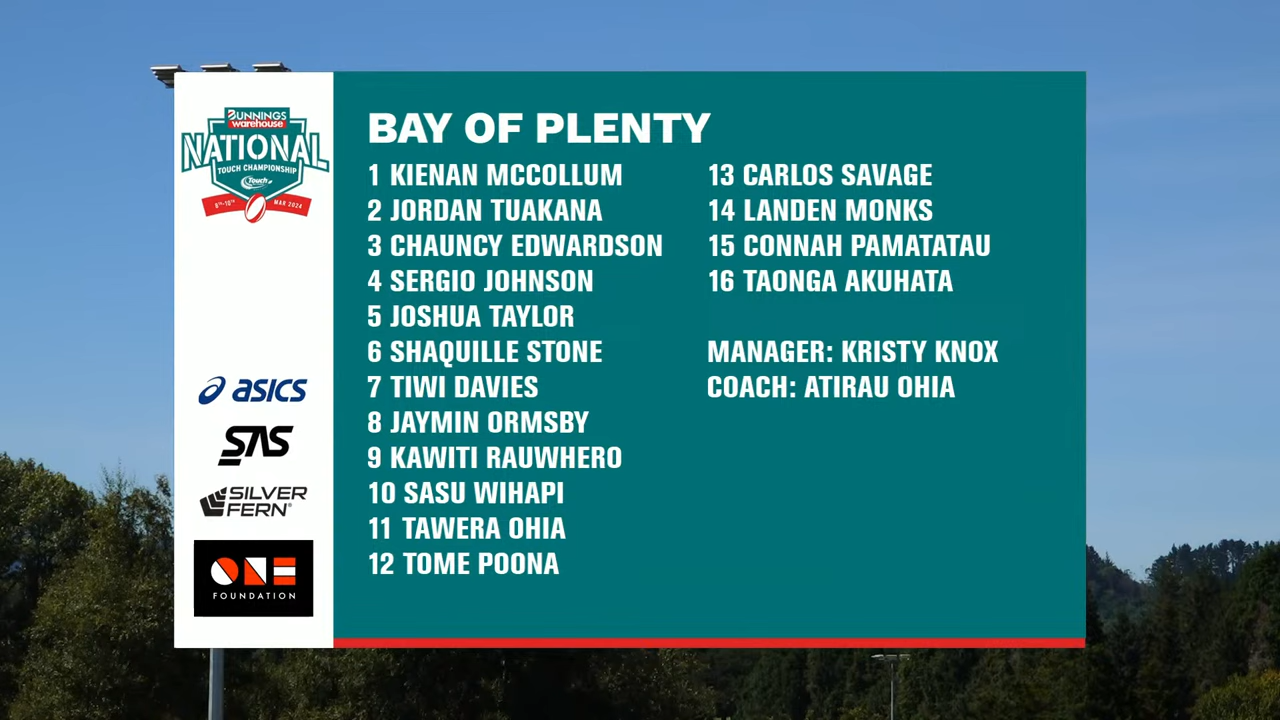 BUNNINGS
warehouse
NATIONAL
TOUCH CHAMPIONSHIP
Touch
8TH-10TH MAR 2024
asics
SAS
SILVER
FERN®
ONE
FOUNDATION
BAY OF PLENTY
1 KIENAN MCCOLLUM
2 JORDAN TUAKANA
3 CHAUNCY EDWARDSON
4 SERGIO JOHNSON
5 JOSHUA TAYLOR
6 SHAQUILLE STONE
7 TIWI DAVIES
8 JAYMIN ORMSBY
9 KAWITI RAUWHERO
10 SASU WIHAPI
11 TAWERA OHIA
12 TOME POONA
13 CARLOS SAVAGE
14 LANDEN MONKS
15 CONNAH PAMATATAU
16 TAONGA AKUHATA
MANAGER: KRISTY KNOX
COACH: ATIRAU OHIA